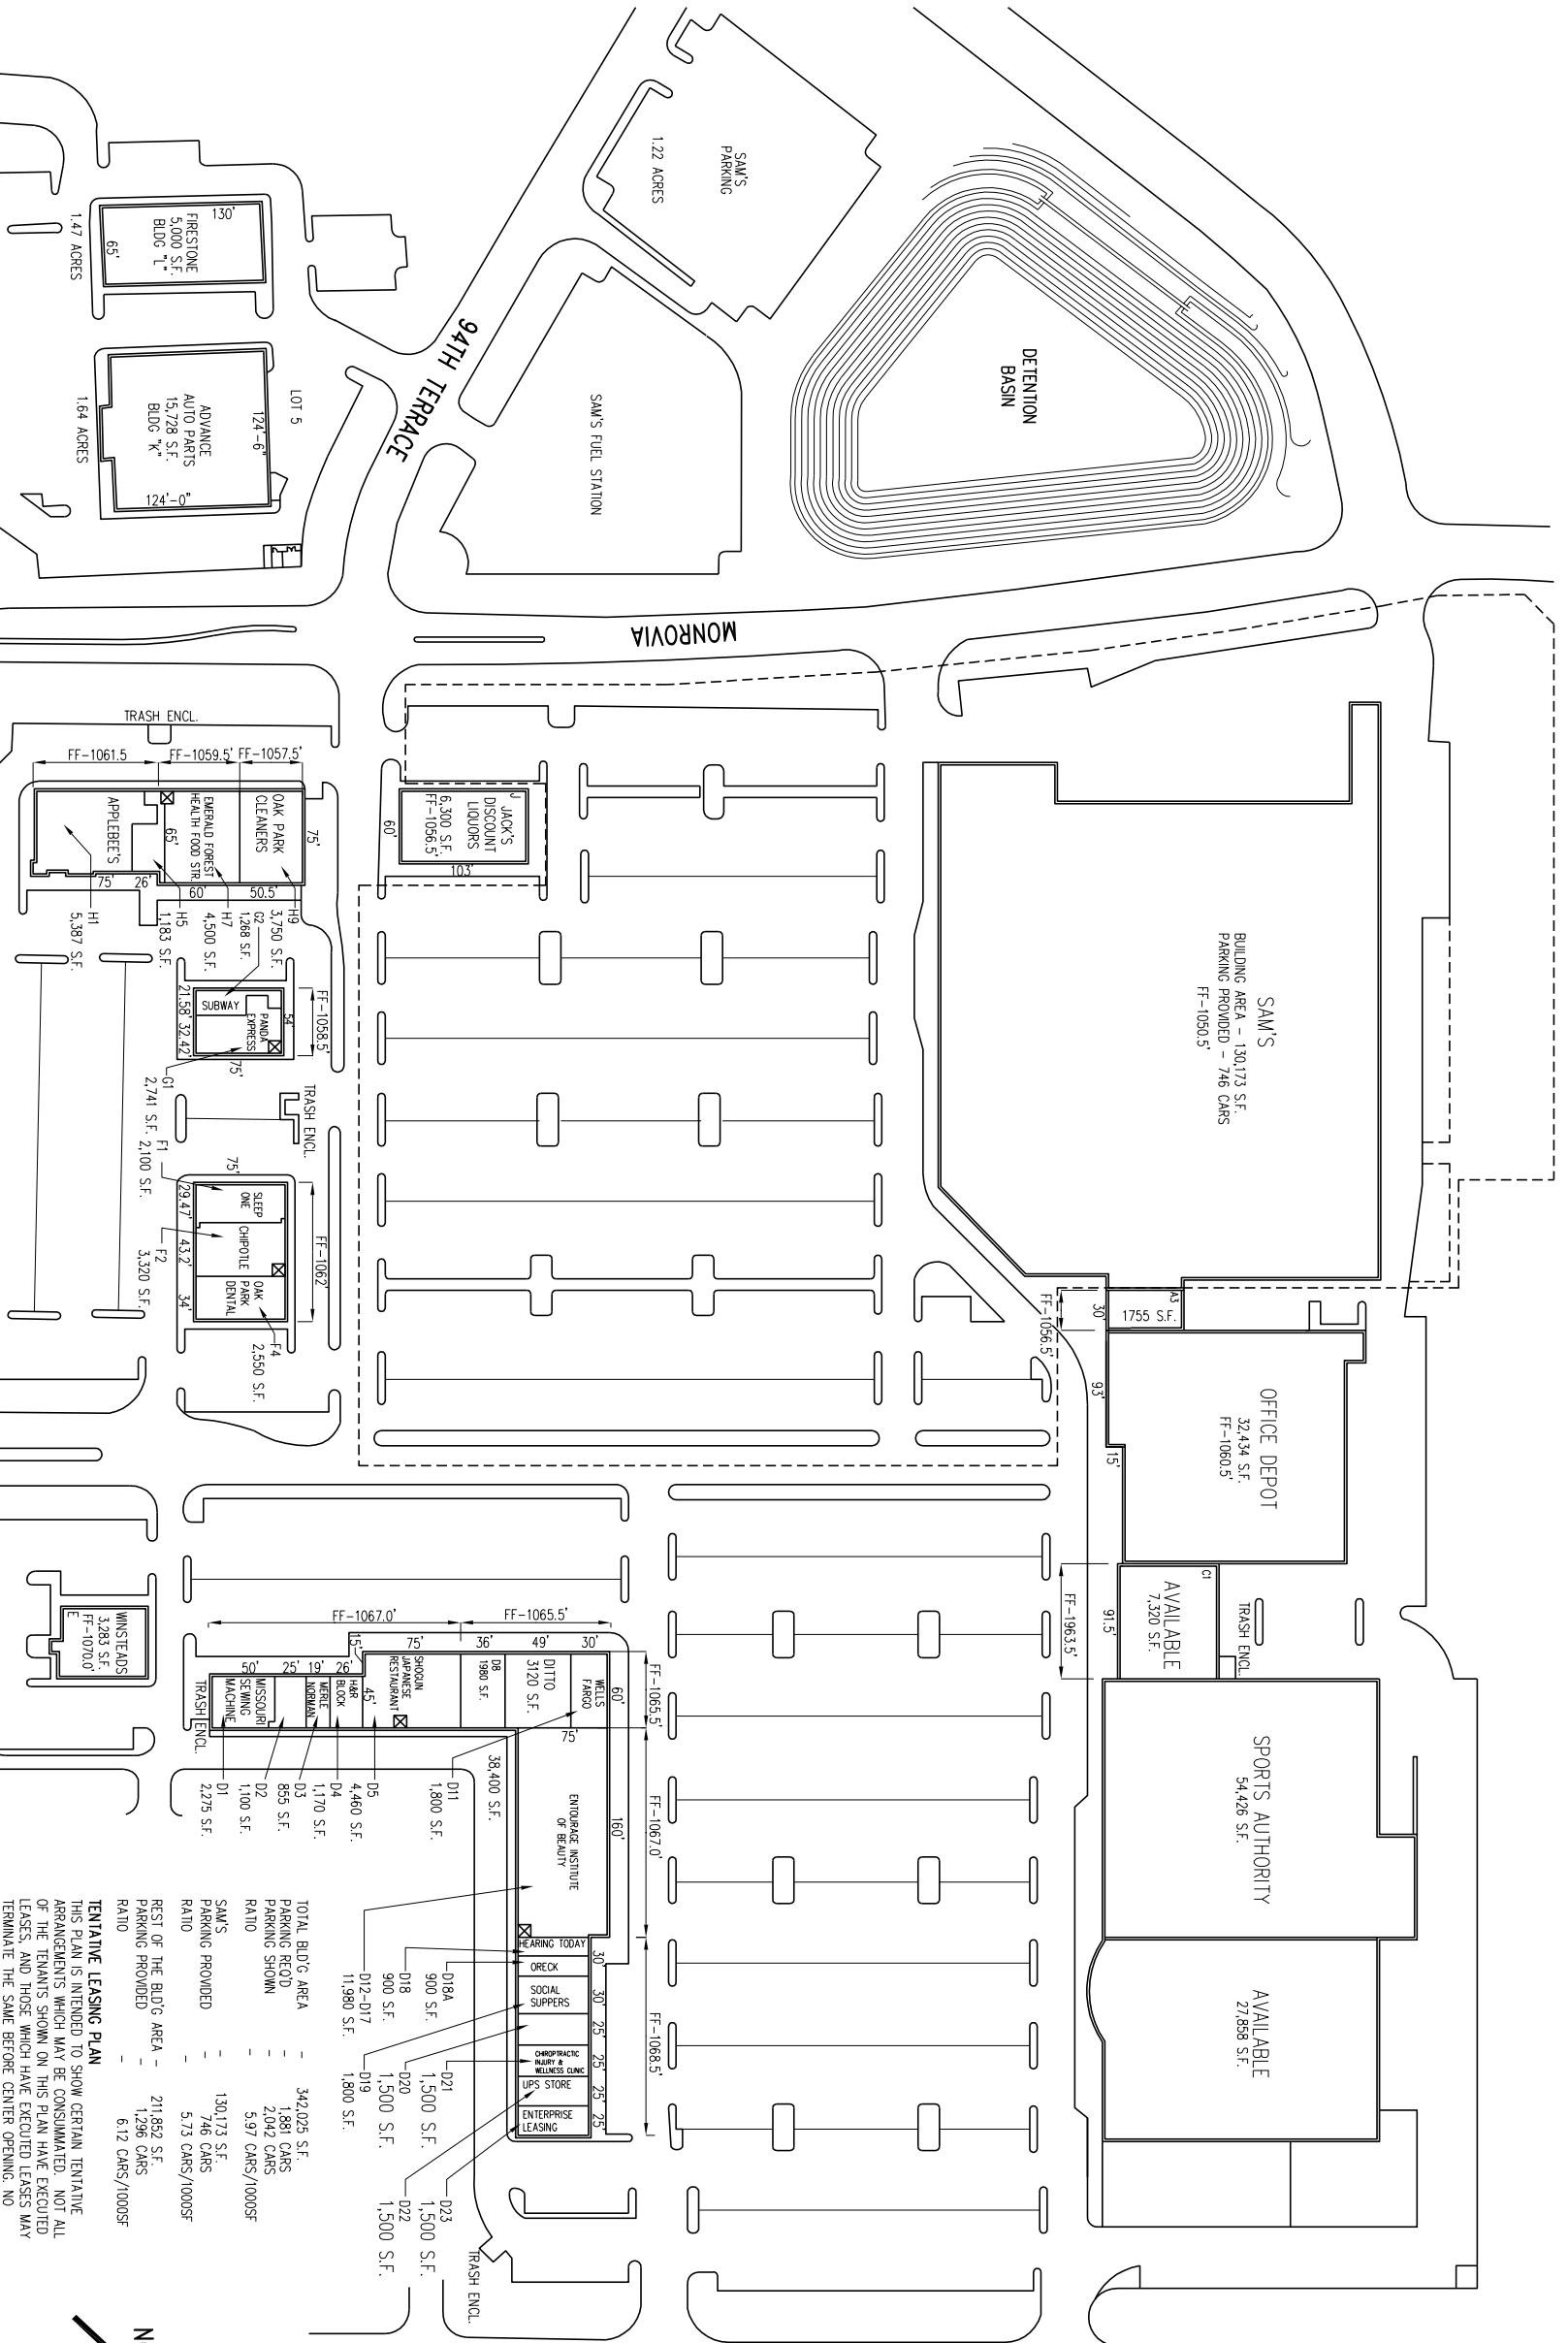 SAM'S
PARKING
1.22 ACRES
DETENTION
BASIN
SAM'S FUEL STATION
94TH TERRACE
MONROVIA
FIRESTONE
5,000 S.F.
BLDG "L"
130'
65'
1.47 ACRES
LOT 5
ADVANCE
AUTO PARTS
15,728 S.F.
BLDG "K"
124'-6"
124'-0"
1.64 ACRES
SAM'S
BUILDING AREA - 130,173 S.F.
PARKING PROVIDED - 746 CARS
FF-1050.5'
A3
1755 S.F.
30'
FF-1056.5'
OFFICE DEPOT
32,434 S.F.
FF-1060.5'
93'
15'
C1
AVAILABLE
7,320 S.F.
91.5'
FF-1963.5'
TRASH ENCL.
SPORTS AUTHORITY
54,426 S.F.
AVAILABLE
27,858 S.F.
J
JACK'S
DISCOUNT
LIQUORS
6,300 S.F.
FF-1056.5'
60'
103'
TRASH ENCL.
FF-1061.5
FF-1059.5'
FF-1057.5'
OAK PARK
CLEANERS
75'
EMERALD FOREST
HEALTH FOOD STR.
65'
APPLEBEE'S
75'
26'
60'
50.5'
H9
3,750 S.F.
G2
1,268 S.F.
H7
4,500 S.F.
H5
1,183 S.F.
H1
5,387 S.F.
FF-1058.5'
54'
SUBWAY
PANDA
EXPRESS
21.58'
32.42'
75'
G1
2,741 S.F.
TRASH ENCL.
F1
2,100 S.F.
75'
SLEEP
ONE
CHIPOTLE
OAK
PARK
DENTAL
FF-1062'
29.47'
43.2'
34'
F2
3,320 S.F.
F4
2,550 S.F.
WINSTEADS
3,283 S.F.
FF-1070.0'
E
FF-1067.0'
FF-1065.5'
5'
75'
36'
49'
30'
50'
25'
19'
26'
45'
WELLS
FARGO
DITTO
3120 S.F.
D8
1980 S.F.
SHOGUN
JAPANESE
RESTAURANT
H&R
BLOCK
MERLE
NORMAN
MISSOURI
SEWING
MACHINE
TRASH ENCL.
FF-1065.5'
60'
75'
FF-1067.0'
160'
FF-1068.5'
D11
1,800 S.F.
38,400 S.F.
D5
4,460 S.F.
D4
1,170 S.F.
D3
855 S.F.
D2
1,100 S.F.
D1
2,275 S.F.
ENTOURAGE INSTITUTE
OF BEAUTY
HEARING TODAY
ORECK
SOCIAL
SUPPERS
CHIROPRACTIC
INJURY &
WELLNESS CLINIC
UPS STORE
ENTERPRISE
LEASING
30'
30'
25'
25'
25'
25'
D18A
900 S.F.
D18
900 S.F.
D12-D17
11,980 S.F.
D21
1,500 S.F.
D20
1,500 S.F.
D19
1,800 S.F.
D23
1,500 S.F.
D22
1,500 S.F.
TRASH ENCL.
TOTAL BLD'G AREA - 342,025 S.F.
PARKING REQ'D - 1,881 CARS
PARKING SHOWN - 2,042 CARS
RATIO - 5.97 CARS/1000SF
SAM'S - 130,173 S.F.
PARKING PROVIDED - 746 CARS
RATIO - 5.73 CARS/1000SF
REST OF THE BLD'G AREA - 211,852 S.F.
PARKING PROVIDED - 1,296 CARS
RATIO - 6.12 CARS/1000SF
TENTATIVE LEASING PLAN
THIS PLAN IS INTENDED TO SHOW CERTAIN TENTATIVE
ARRANGEMENTS WHICH MAY BE CONSUMMATED. NOT ALL
OF THE TENANTS SHOWN ON THIS PLAN HAVE EXECUTED
LEASES, AND THOSE WHICH HAVE EXECUTED LEASES MAY
TERMINATE THE SAME BEFORE CENTER OPENING. NO